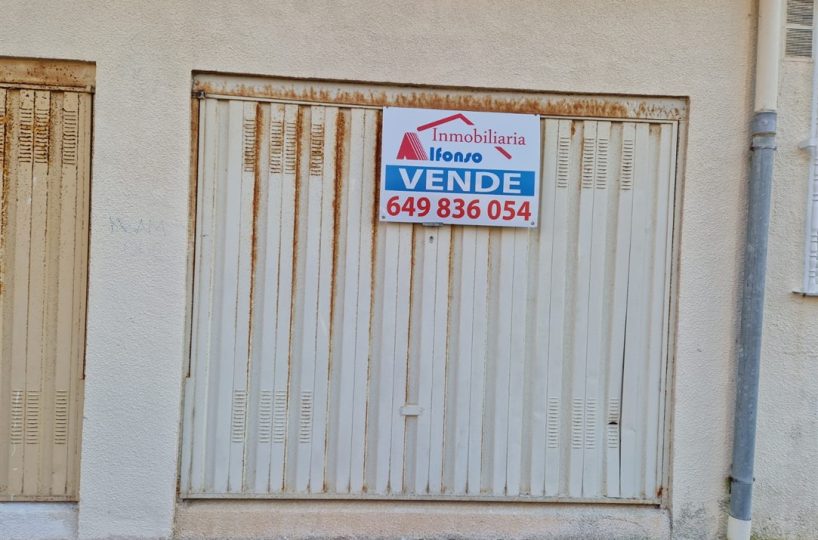 Inmobiliaria
Alfonso
VENDE
649 836 054